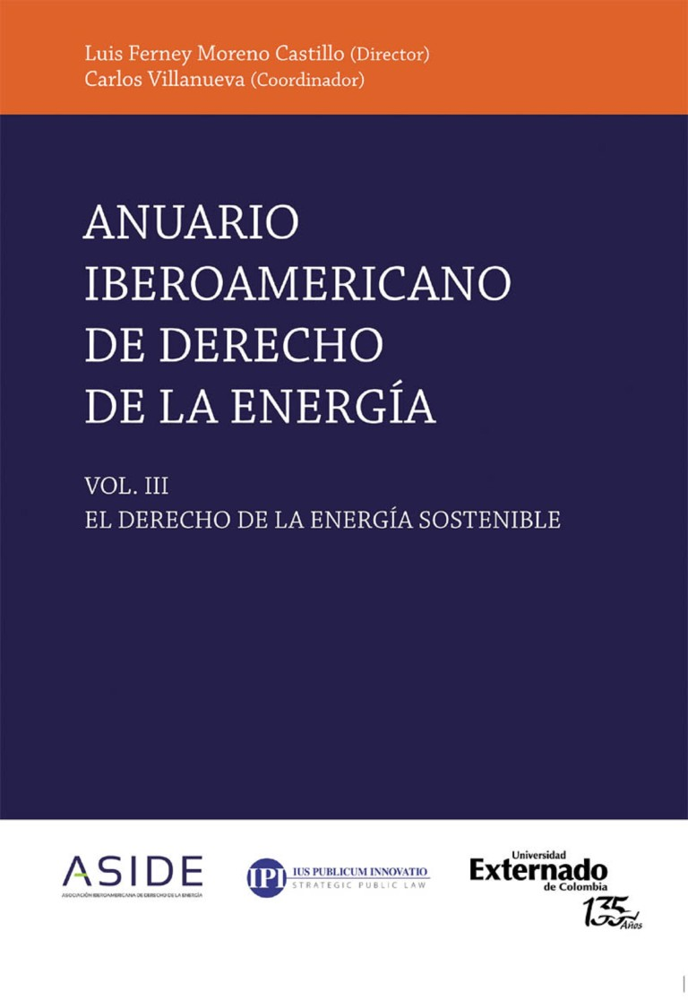 Luis Ferney Moreno Castillo (Director)
Carlos Villanueva (Coordinador)
ANUARIO
IBEROAMERICANO
DE DERECHO
DE LA ENERGÍA
VOL. III
EL DERECHO DE LA ENERGÍA SOSTENIBLE
ASIDE
ASOCIACIÓN IBEROAMERICANA DE DERECHO DE LA ENERGÍA
IPI
IUS PUBLICUM INNOVATIO
STRATEGIC PUBLIC LAW
Universidad
Externado
de Colombia
135
Años